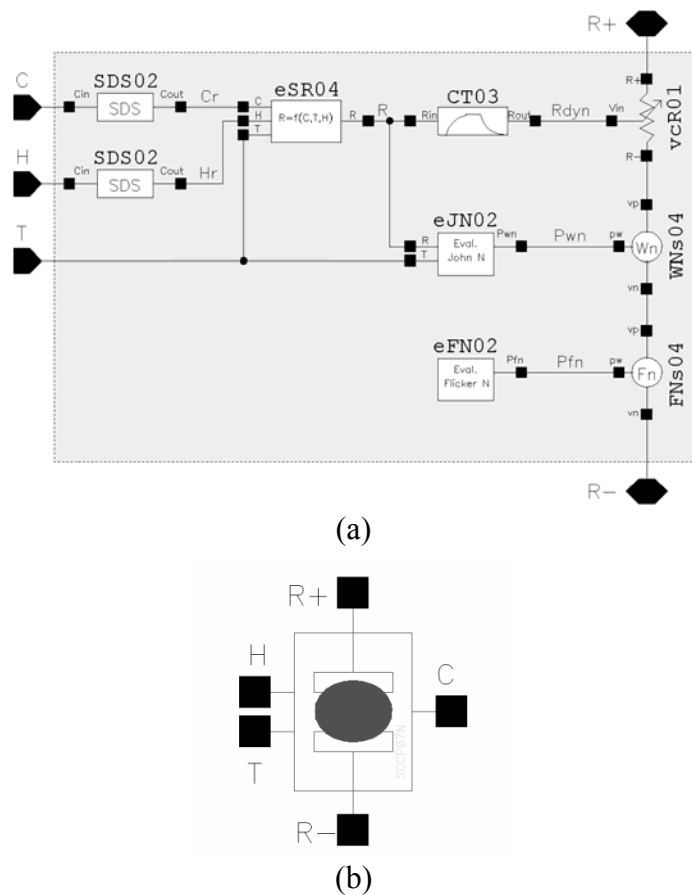 R+
C
SDS02
Cin
SDS
Cout
Cr
eSR04
C
H
T
R=f(C,T,H)
R
R
CT03
Rin
Rout
Rdyn
Vin
R+
R-
vcR01
H
SDS02
Cin
SDS
Cout
Hr
T
eJN02
R
T
Eval.
John N
Pwn
Pwn
pw
vp
Wn
vn
WNs04
eFN02
Eval.
Flicker N
Pfn
Pfn
pw
vp
Fn
vn
FNs04
R-
(a)
R+
H
T
C
SCCPØ7N
R-
(b)